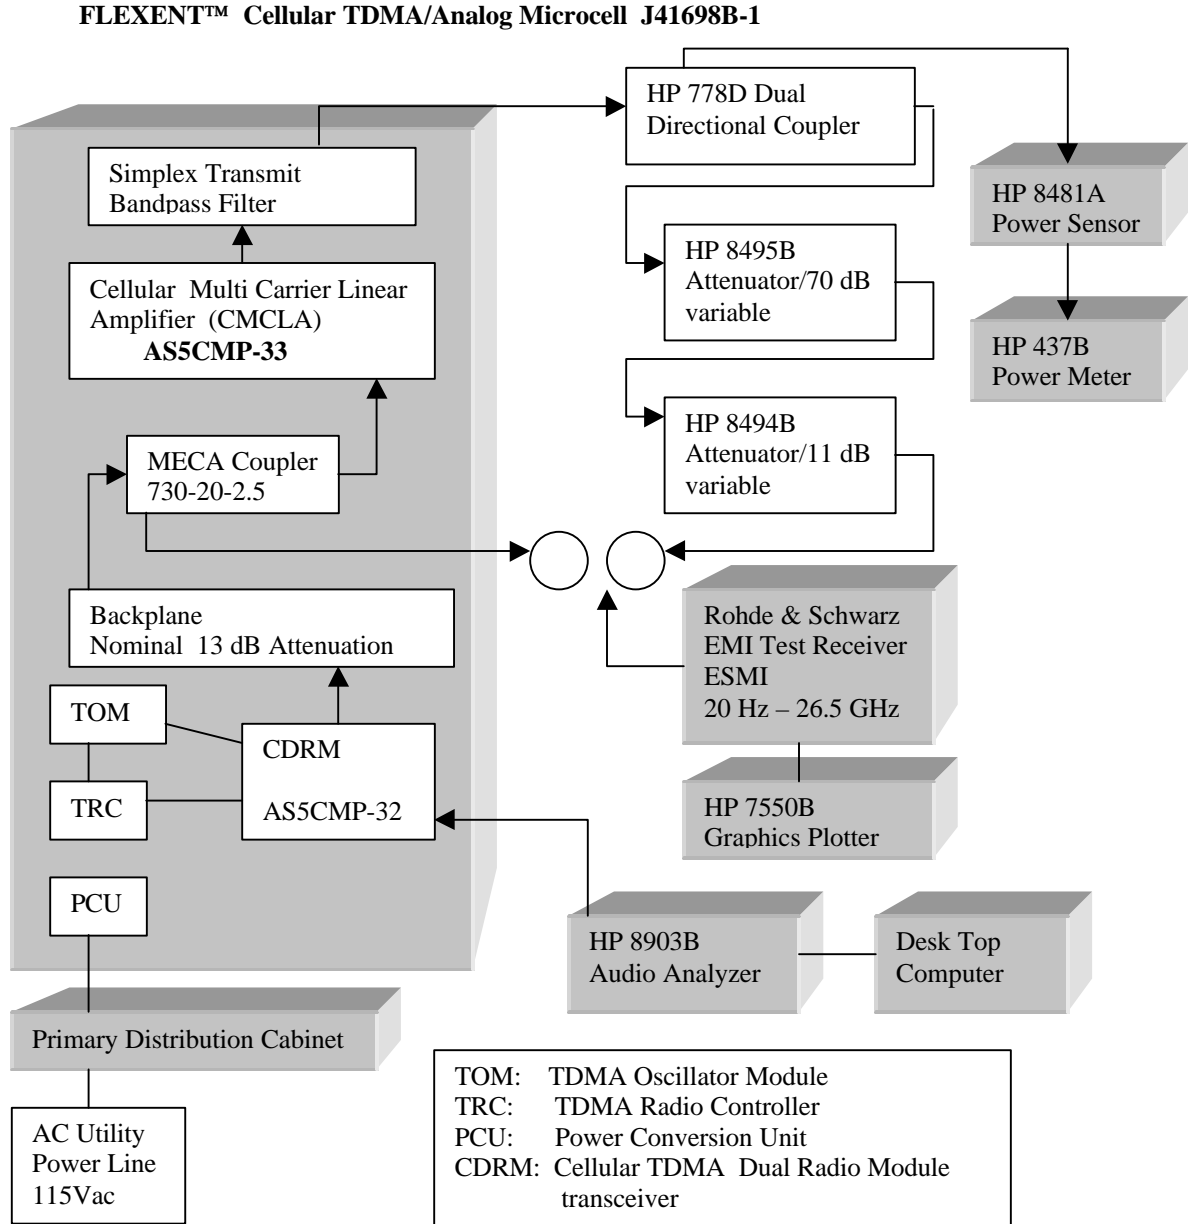 FLEXENT™ Cellular TDMA/Analog Microcell J41698B-1
HP 778D Dual
Directional Coupler
Simplex Transmit
Bandpass Filter
HP 8481A
Power Sensor
HP 8495B
Attenuator/70 dB
variable
Cellular Multi Carrier Linear
Amplifier (CMCLA)
AS5CMP-33
HP 437B
Power Meter
HP 8494B
Attenuator/11 dB
variable
MECA Coupler
730-20-2.5
Backplane
Nominal 13 dB Attenuation
Rohde & Schwarz
EMI Test Receiver
ESMI
20 Hz – 26.5 GHz
TOM
CDRM
AS5CMP-32
TRC
HP 7550B
Graphics Plotter
PCU
HP 8903B
Audio Analyzer
Desk Top
Computer
Primary Distribution Cabinet
AC Utility
Power Line
115Vac
TOM: TDMA Oscillator Module
TRC: TDMA Radio Controller
PCU: Power Conversion Unit
CDRM: Cellular TDMA Dual Radio Module
transceiver